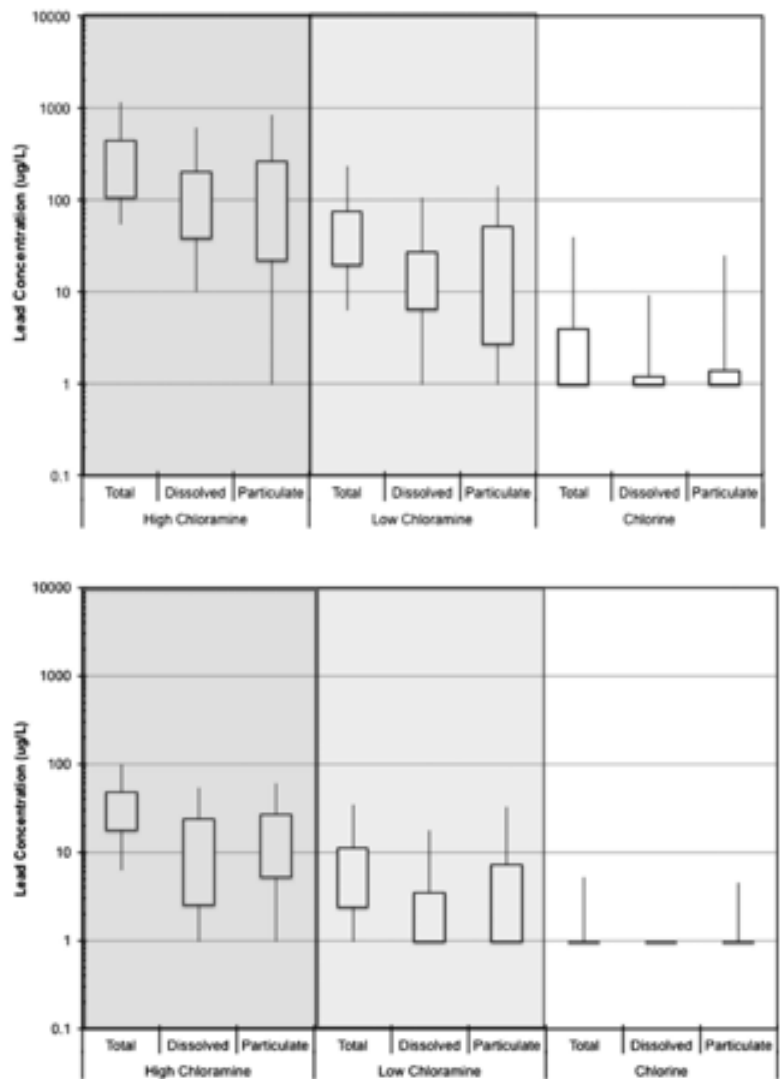 10000
1000
100
10
1
0.1
Lead Concentration (ug/L)
Total Dissolved Particulate Total Dissolved Particulate Total Dissolved Particulate
High Chloramine Low Chloramine Chlorine
10000
1000
100
10
1
0.1
Lead Concentration (ug/L)
Total Dissolved Particulate Total Dissolved Particulate Total Dissolved Particulate
High Chloramine Low Chloramine Chlorine